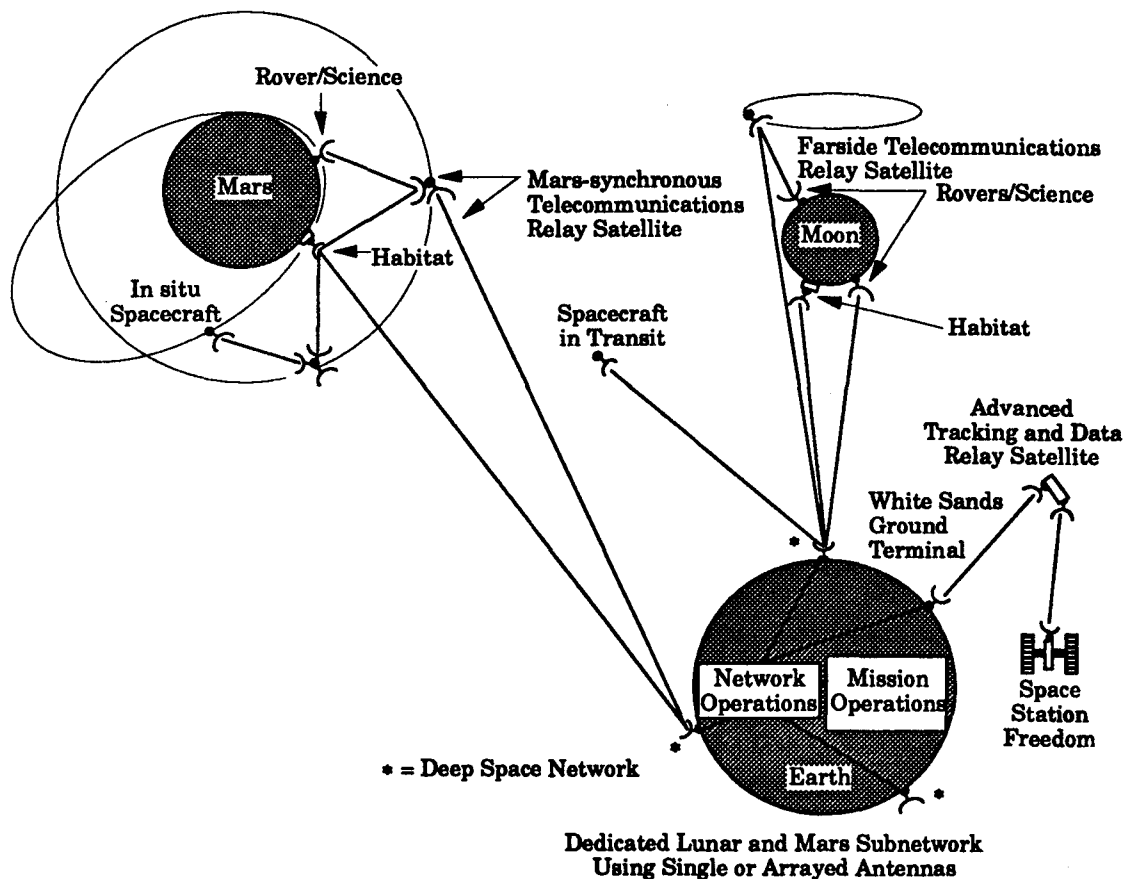 Rover/Science
Mars
Mars-synchronous
Telecommunications
Relay Satellite
Habitat
In situ
Spacecraft
Farside Telecommunications
Relay Satellite
Rovers/Science
Moon
Habitat
Spacecraft
in Transit
Advanced
Tracking and Data
Relay Satellite
White Sands
Ground
Terminal
*
Network
Operations
Mission
Operations
Space
Station
Freedom
*
* = Deep Space Network
Earth
*
Dedicated Lunar and Mars Subnetwork
Using Single or Arrayed Antennas